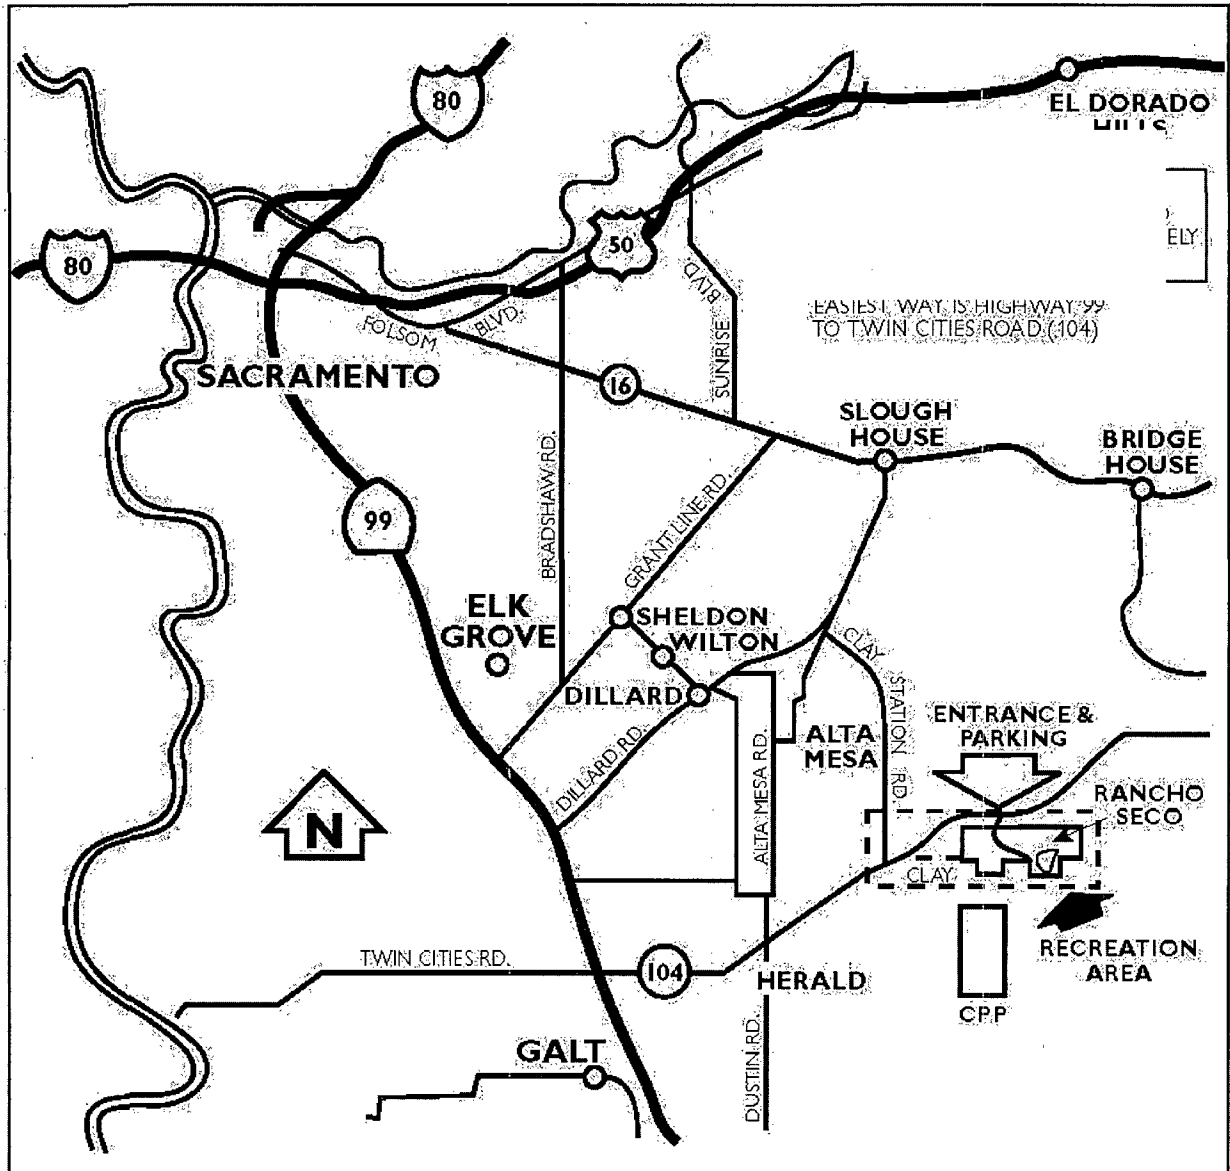 80
EL DORADO
HILLS
80
50
ELY
BLVD.
SUNRISE
EASIEST WAY IS HIGHWAY 99
TO TWIN CITIES ROAD (104)
FOLSOM
BLVD.
SACRAMENTO
16
SLOUGH
HOUSE
BRIDGE
HOUSE
BRADSHAW RD.
GRANT LINE RD.
99
ELK
GROVE
SHELDON
WILTON
CLAY
STATION RD.
DILLARD
DILLARD RD.
ALTA MESA RD.
ALTA
MESA
ENTRANCE &
PARKING
RANCHO
SECO
N
CLAY
TWIN CITIES RD.
104
HERALD
RECREATION
AREA
CPP
GALT
DUSTIN RD.